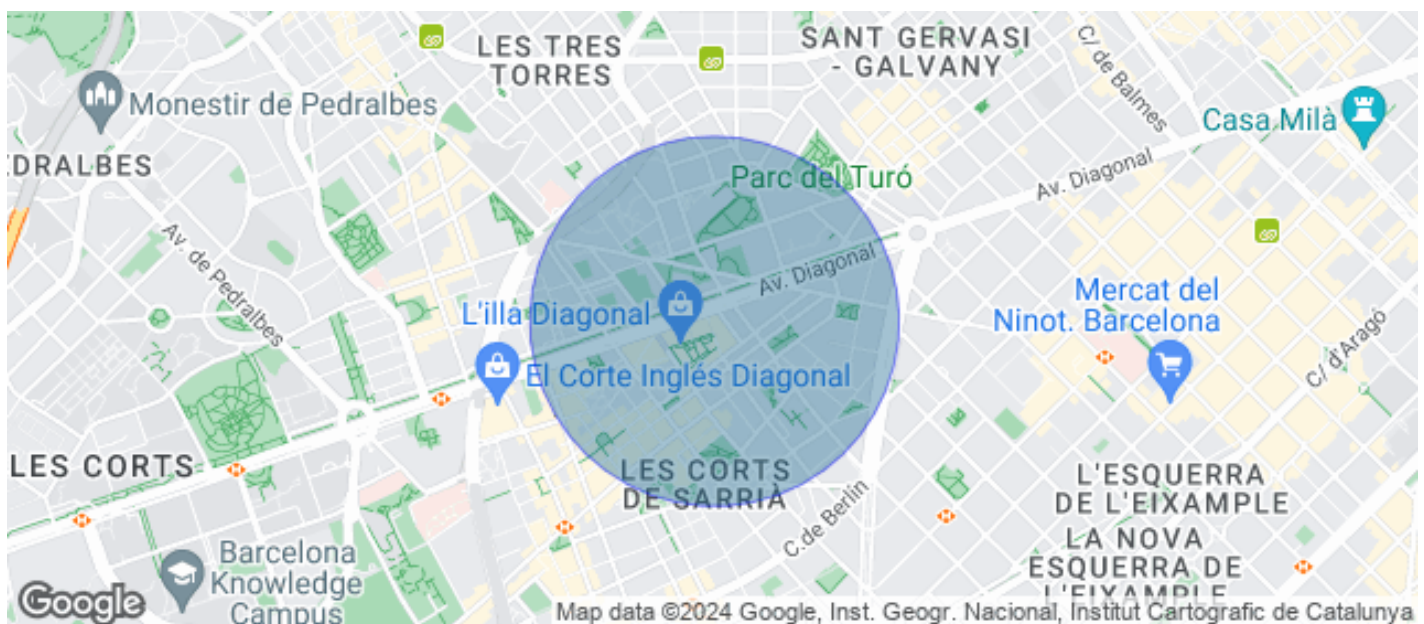 LES TRES
TORRES
SANT GERVASI
- GALVANY
C/ de Balmes
Monestir de Pedralbes
Casa Milà
EDRALBES
Parc del Turó
Av. Diagonal
Av. de Pedralbes
Av. Diagonal
L'illa Diagonal
Mercat del
Ninot. Barcelona
C/ d'Aragó
El Corte Inglés Diagonal
LES CORTS
LES CORTS
DE SARRIÀ
L'ESQUERRA
DE L'EIXAMPLE
C.de Berlín
LA NOVA
ESQUERRA DE
L'EIXAMPLE
Barcelona
Knowledge
Campus
Google
Map data ©2024 Google, Inst. Geogr. Nacional, Institut Cartogràfic de Catalunya